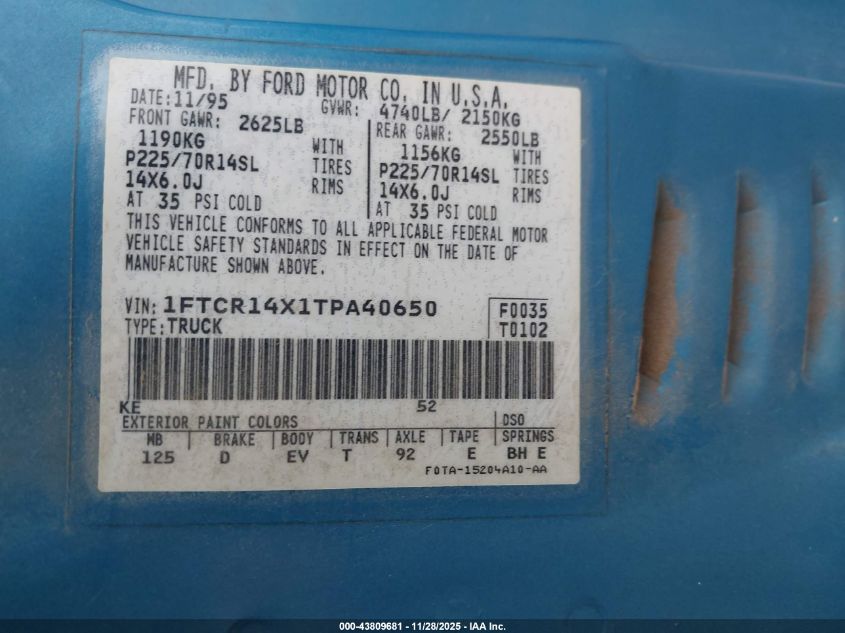 MFD. BY FORD MOTOR CO. IN U.S.A.
DATE: 11/95 GVWR: 4740LB/ 2150KG
FRONT GAWR: 2625LB REAR GAWR: 2550LB
1190KG WITH 1156KG WITH
P225/70R14SL TIRES P225/70R14SL TIRES
14X6.0J RIMS 14X6.0J RIMS
AT 35 PSI COLD AT 35 PSI COLD
THIS VEHICLE CONFORMS TO ALL APPLICABLE FEDERAL MOTOR
VEHICLE SAFETY STANDARDS IN EFFECT ON THE DATE OF
MANUFACTURE SHOWN ABOVE.
VIN: 1FTCR14X1TPA40650 F0035
TYPE: TRUCK T0102
KE 52
EXTERIOR PAINT COLORS DSO
WB BRAKE BODY TRANS AXLE TAPE SPRINGS
125 D EV T 92 E BH E
F0TA-15204A10-AA
000-43809681 - 11/28/2025 - IAA Inc.